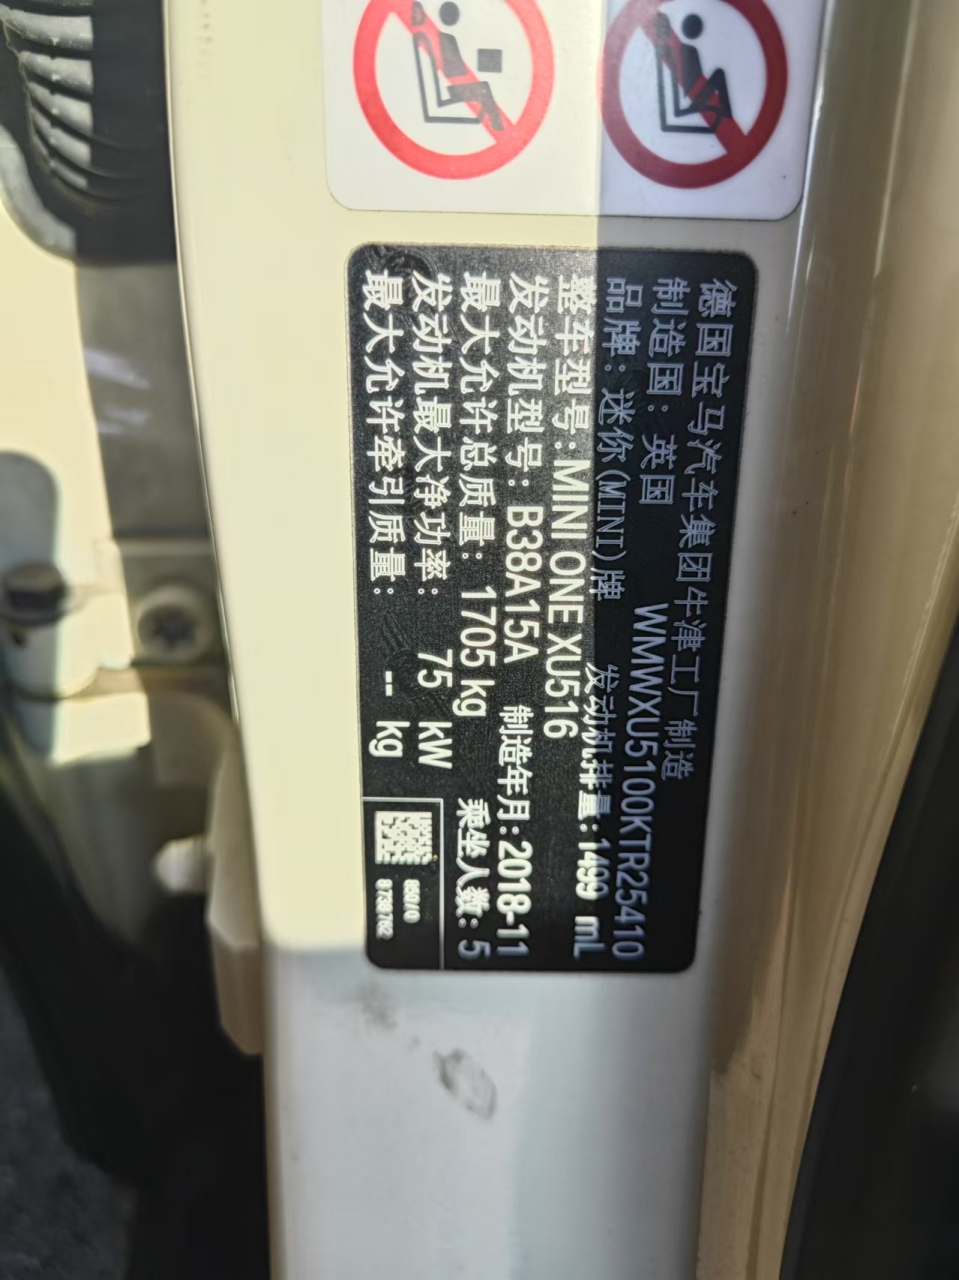 德国宝马汽车集团牛津工厂制造
制造国：英国 WMWXU5100KTR25410
品牌：迷你(MINI)牌 发动机排量：1499 mL
整车型号：MINI ONE XU516
发动机型号：B38A15A 制造年月：2018-11
最大允许总质量：1705 kg 乘坐人数：5
发动机最大净功率：75 kW
最大允许牵引质量：-- kg
850/0
9738762